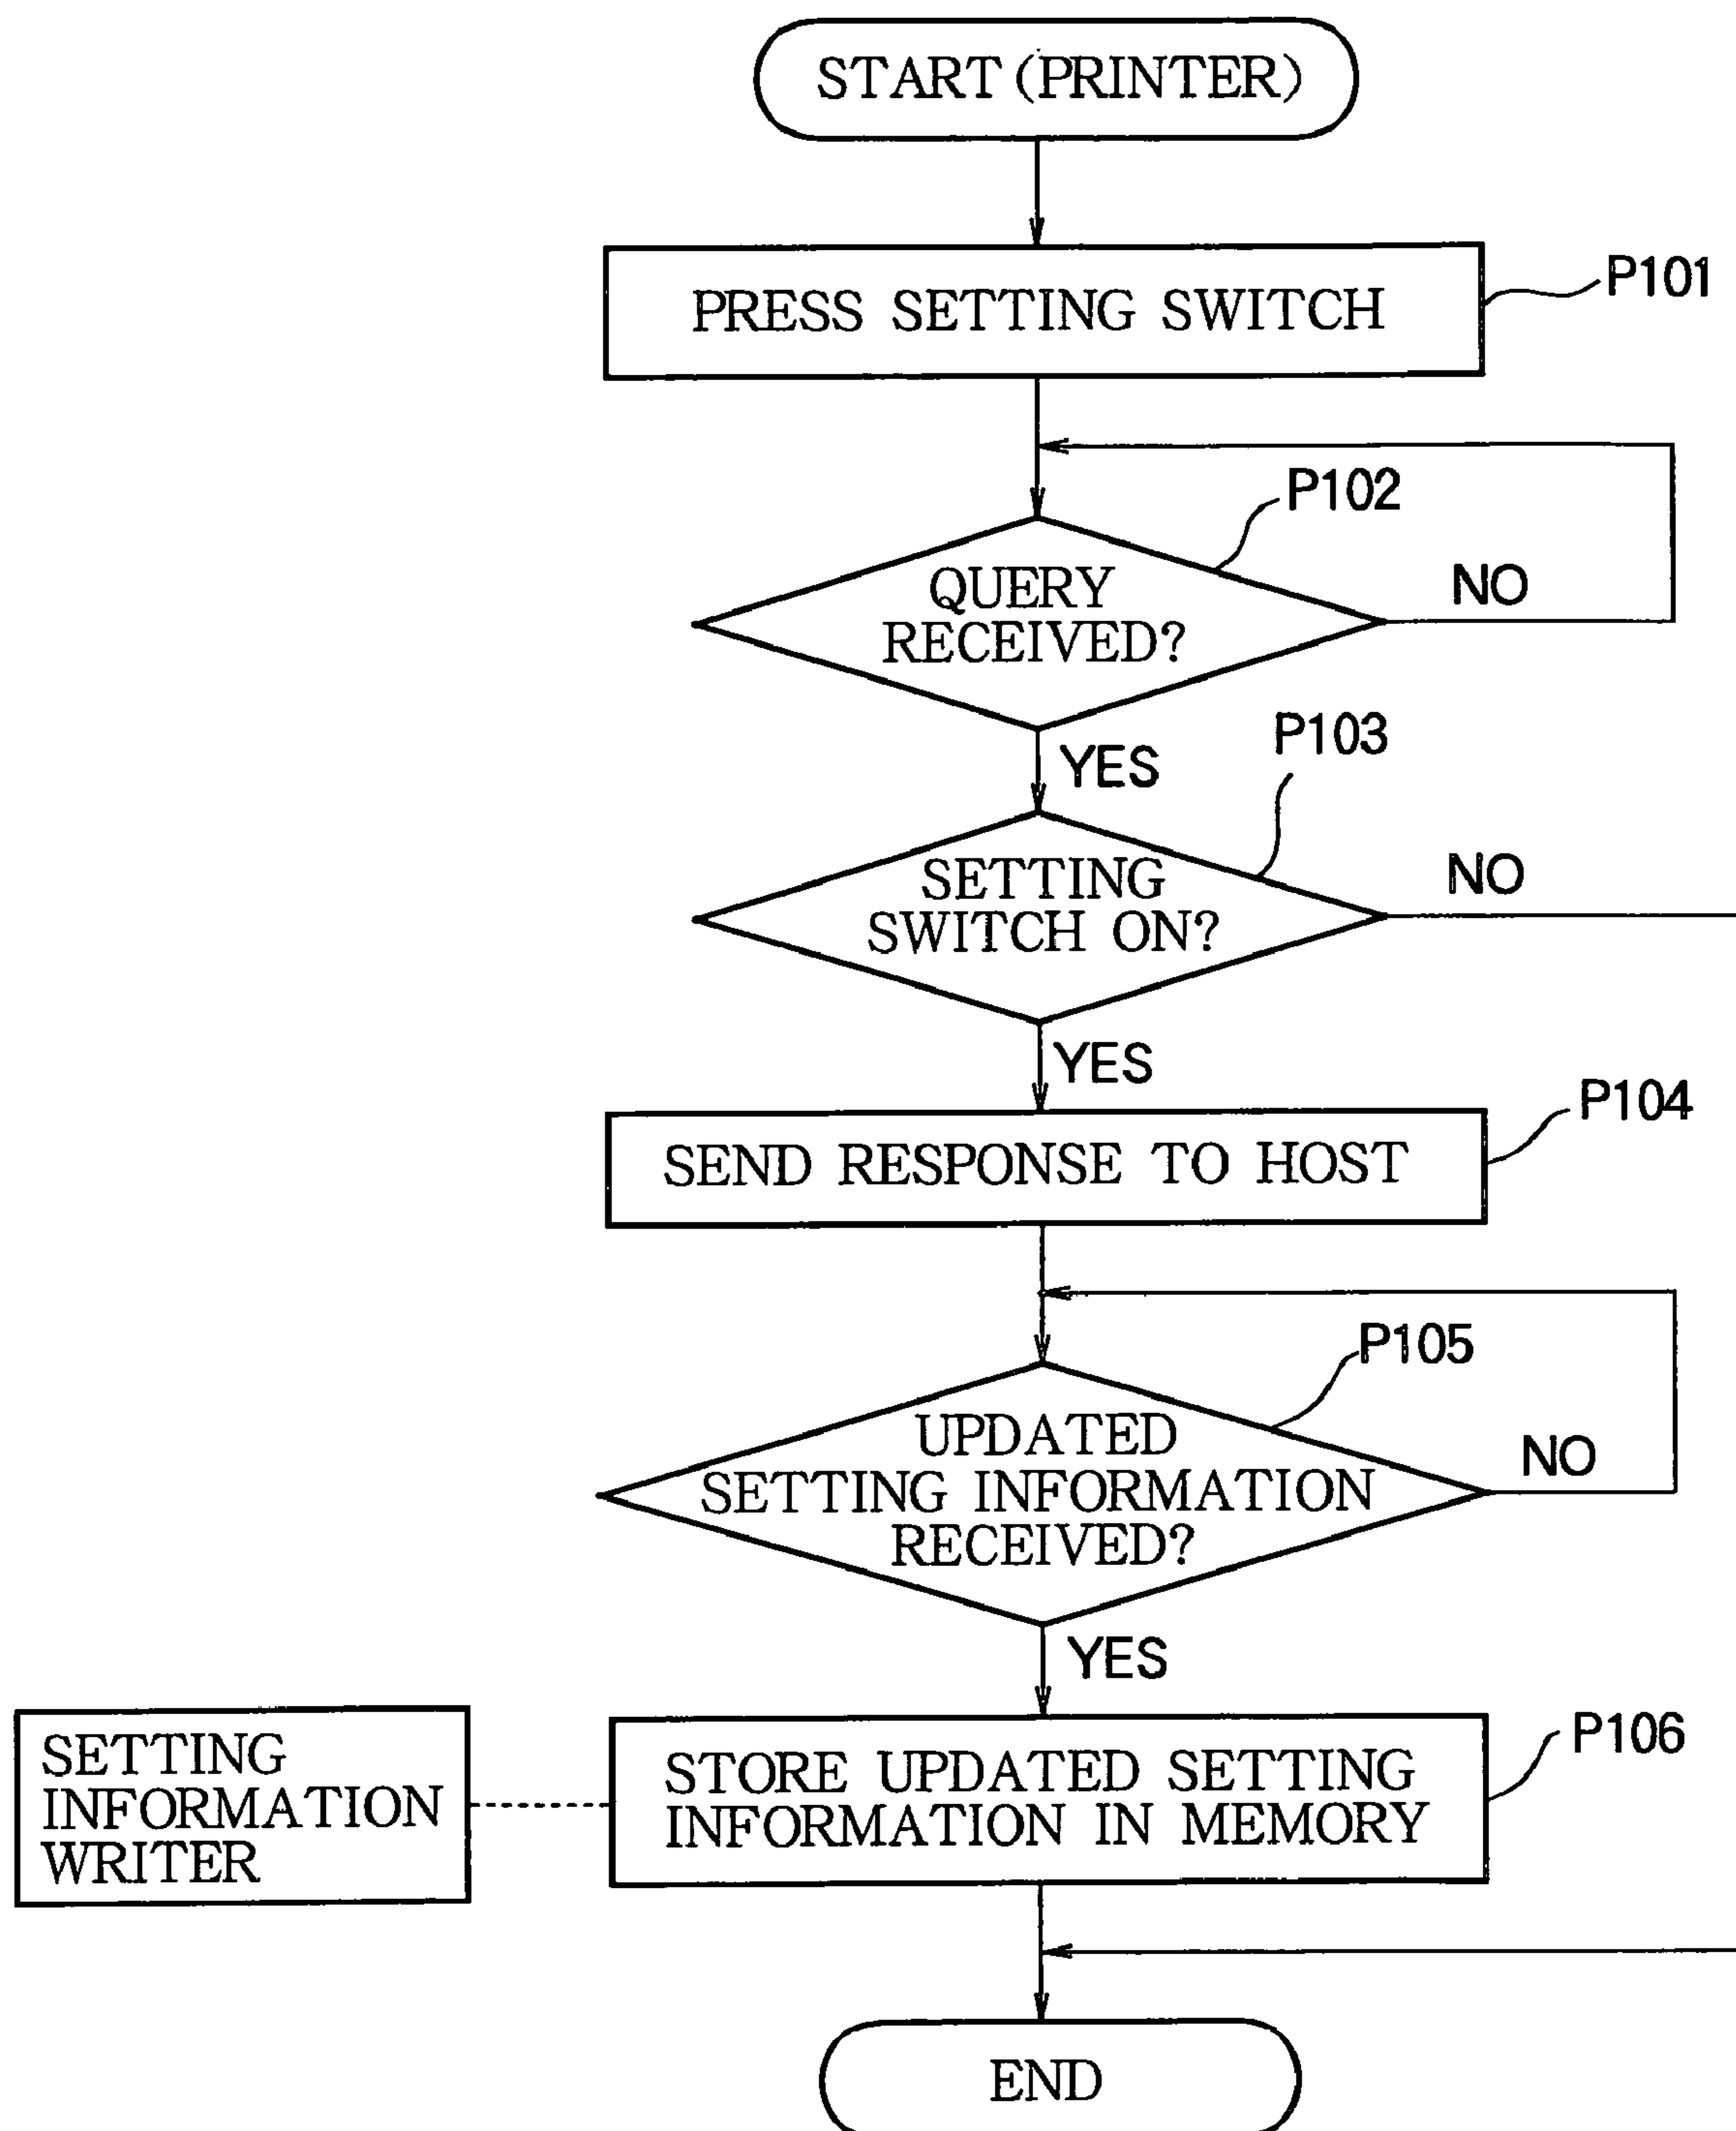 START (PRINTER)
PRESS SETTING SWITCH
P101
P102
QUERY
RECEIVED?
NO
YES
P103
SETTING
SWITCH ON?
NO
YES
P104
SEND RESPONSE TO HOST
P105
UPDATED
SETTING INFORMATION
RECEIVED?
NO
YES
P106
SETTING
INFORMATION
WRITER
STORE UPDATED SETTING
INFORMATION IN MEMORY
END